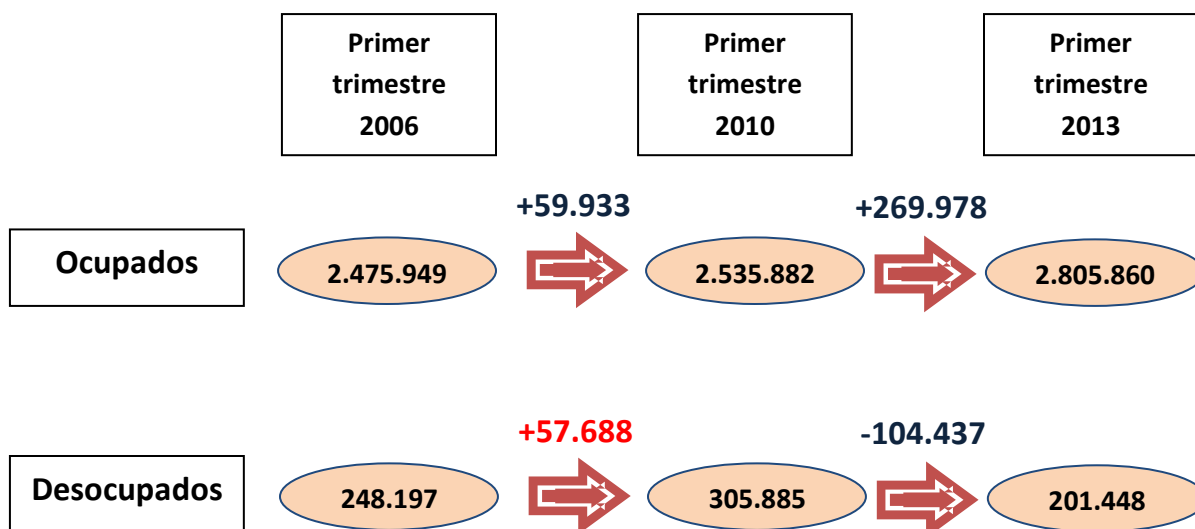 Primer
trimestre
2006
Primer
trimestre
2010
Primer
trimestre
2013
+59.933
+269.978
Ocupados
2.475.949
2.535.882
2.805.860
+57.688
-104.437
Desocupados
248.197
305.885
201.448